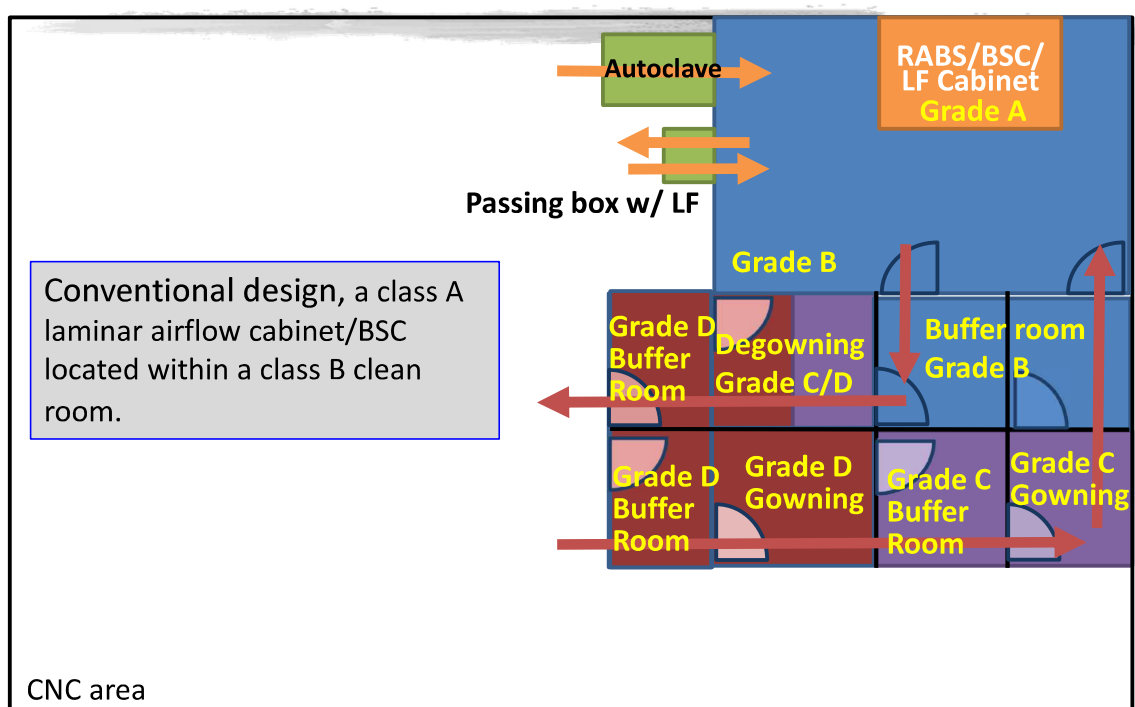 Autoclave
RABS/BSC/
LF Cabinet
Grade A
Passing box w/ LF
Grade B
Conventional design, a class A
laminar airflow cabinet/BSC
located within a class B clean
room.
Grade D
Buffer
Room
Degowning
Grade C/D
Buffer room
Grade B
Grade D
Buffer
Room
Grade D
Gowning
Grade C
Buffer
Room
Grade C
Gowning
CNC area